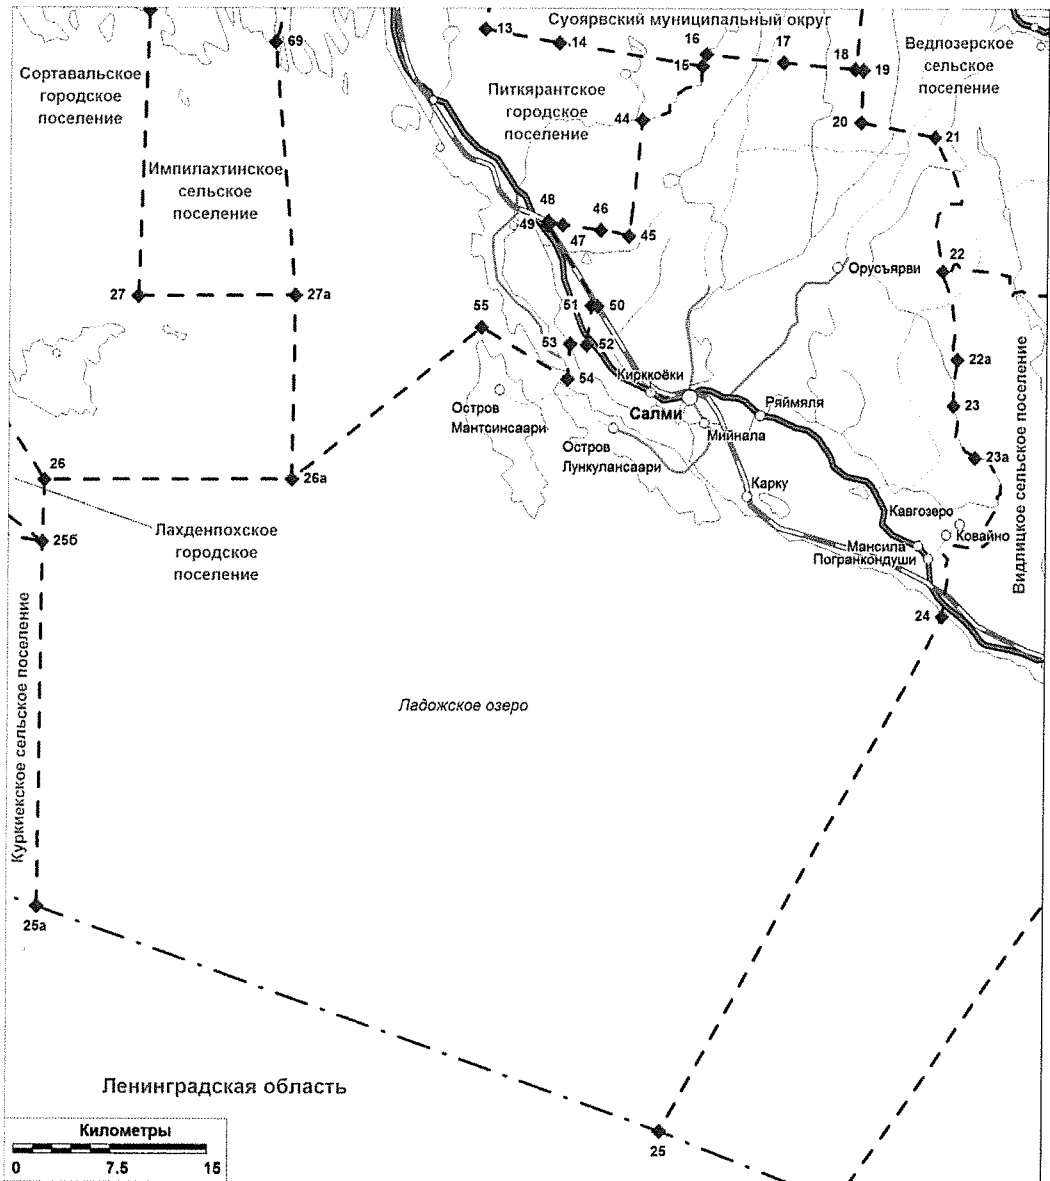 Суоярвский муниципальный округ
13
14
16
15
17
18
19
69
Ведлозерское
сельское
поселение
Сортавальское
городское
поселение
Питкярантское
городское
поселение
44
20
21
Импилахтинское
сельское
поселение
48
49
47
46
45
22
Орусъярви
27
27а
55
51
50
53
52
54
22а
Кирккоёки
Салми
Ряймяля
23
Остров
Мантсинсаари
Мийнала
Остров
Лункулансаари
23а
26
26а
Карку
Видлицкое сельское поселение
Лахденпохское
городское
поселение
25б
Кавгозеро
Ковайно
Мансила
Погранкондуши
24
Куркиекское сельское поселение
Ладожское озеро
25а
Ленинградская область
Километры
0
7.5
15
25